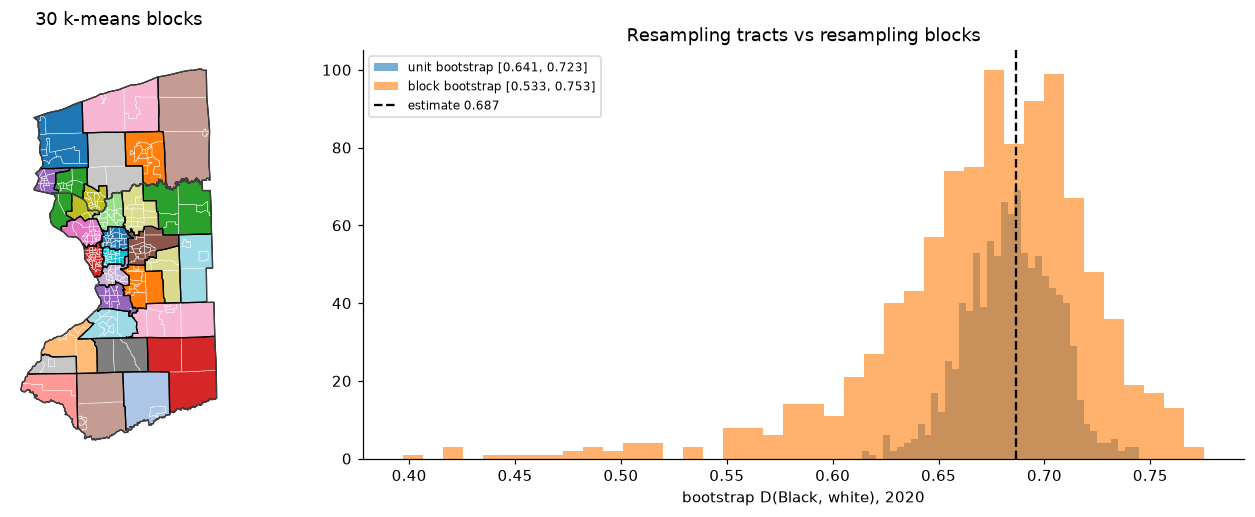 30 k-means blocks
Resampling tracts vs resampling blocks
unit bootstrap [0.641, 0.723]
block bootstrap [0.533, 0.753]
estimate 0.687
100
80
60
40
20
0
0.40 0.45 0.50 0.55 0.60 0.65 0.70 0.75
bootstrap D(Black, white), 2020